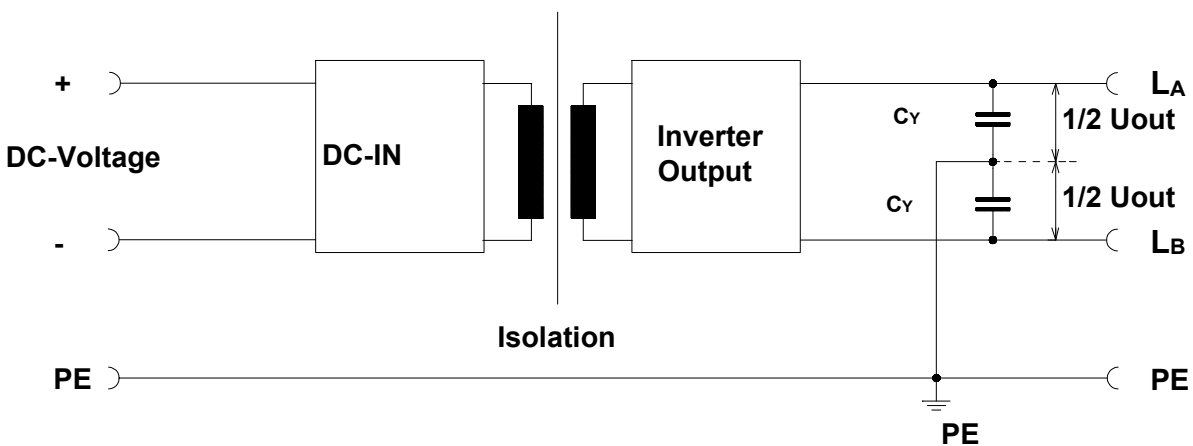 +
LA
CY
1/2 Uout
DC-Voltage
DC-IN
Inverter
Output
CY
1/2 Uout
-
LB
Isolation
PE
PE
PE